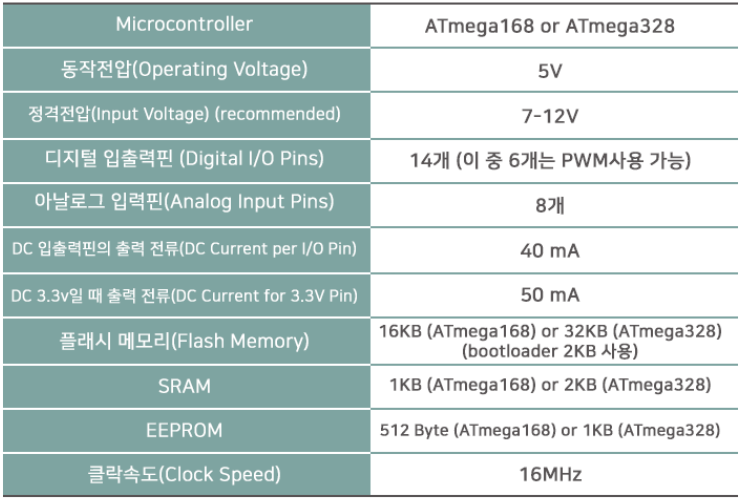 Microcontroller
ATmega168 or ATmega328
동작전압(Operating Voltage)
5V
정격전압(Input Voltage) (recommended)
7-12V
디지털 입출력핀 (Digital I/O Pins)
14개 (이 중 6개는 PWM사용 가능)
아날로그 입력핀(Analog Input Pins)
8개
DC 입출력핀의 출력 전류(DC Current per I/O Pin)
40 mA
DC 3.3v일 때 출력 전류(DC Current for 3.3V Pin)
50 mA
플래시 메모리(Flash Memory)
16KB (ATmega168) or 32KB (ATmega328)
(bootloader 2KB 사용)
SRAM
1KB (ATmega168) or 2KB (ATmega328)
EEPROM
512 Byte (ATmega168) or 1KB (ATmega328)
클락속도(Clock Speed)
16MHz